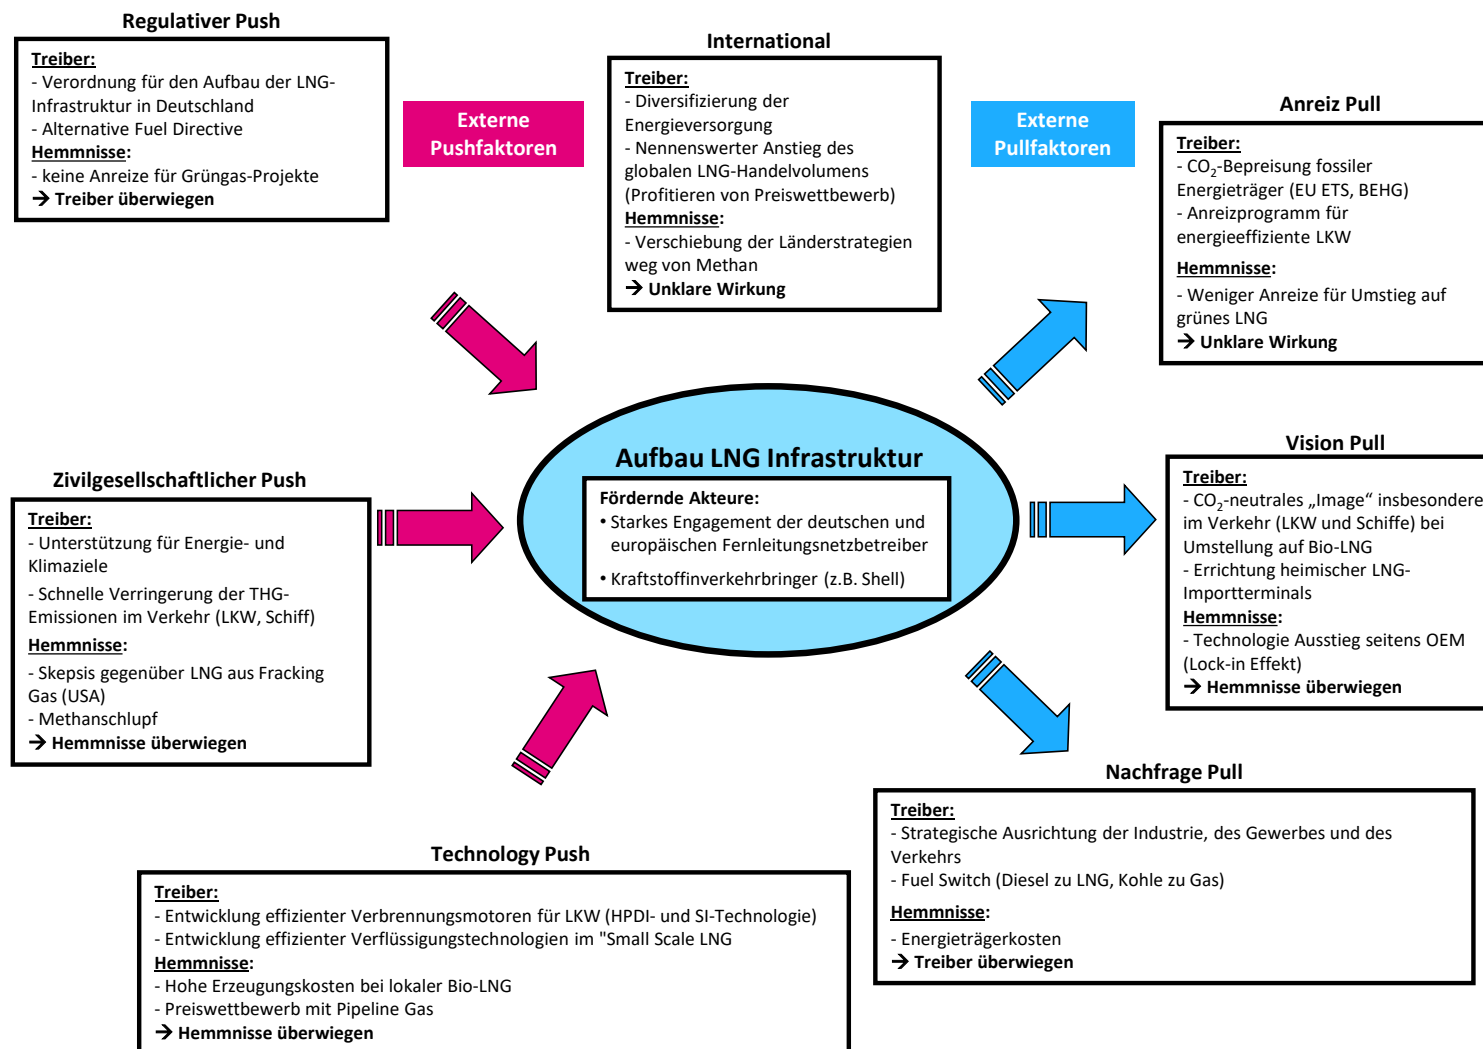 Regulativer Push
Treiber:
- Verordnung für den Aufbau der LNG-
Infrastruktur in Deutschland
- Alternative Fuel Directive
Hemmnisse:
- keine Anreize für Grüngas-Projekte
→ Treiber überwiegen
Externe
Pushfaktoren
International
Treiber:
- Diversifizierung der
Energieversorgung
- Nennenswerter Anstieg des
globalen LNG-Handelvolumens
(Profitieren von Preiswettbewerb)
Hemmnisse:
- Verschiebung der Länderstrategien
weg von Methan
→ Unklare Wirkung
Externe
Pullfaktoren
Anreiz Pull
Treiber:
- CO₂-Bepreisung fossiler
Energieträger (EU ETS, BEHG)
- Anreizprogramm für
energieeffiziente LKW
Hemmnisse:
- Weniger Anreize für Umstieg auf
grünes LNG
→ Unklare Wirkung
Zivilgesellschaftlicher Push
Treiber:
- Unterstützung für Energie- und
Klimaziele
- Schnelle Verringerung der THG-
Emissionen im Verkehr (LKW, Schiff)
Hemmnisse:
- Skepsis gegenüber LNG aus Fracking
Gas (USA)
- Methanschlupf
→ Hemmnisse überwiegen
Aufbau LNG Infrastruktur
Fördernde Akteure:
• Starkes Engagement der deutschen und
europäischen Fernleitungsnetzbetreiber
• Kraftstoffinverkehrbringer (z.B. Shell)
Vision Pull
Treiber:
- CO₂-neutrales „Image“ insbesondere
im Verkehr (LKW und Schiffe) bei
Umstellung auf Bio-LNG
- Errichtung heimischer LNG-
Importterminals
Hemmnisse:
- Technologie Ausstieg seitens OEM
(Lock-in Effekt)
→ Hemmnisse überwiegen
Technology Push
Treiber:
- Entwicklung effizienter Verbrennungsmotoren für LKW (HPDI- und SI-Technologie)
- Entwicklung effizienter Verflüssigungstechnologien im "Small Scale LNG
Hemmnisse:
- Hohe Erzeugungskosten bei lokaler Bio-LNG
- Preiswettbewerb mit Pipeline Gas
→ Hemmnisse überwiegen
Nachfrage Pull
Treiber:
- Strategische Ausrichtung der Industrie, des Gewerbes und des
Verkehrs
- Fuel Switch (Diesel zu LNG, Kohle zu Gas)
Hemmnisse:
- Energieträgerkosten
→ Treiber überwiegen